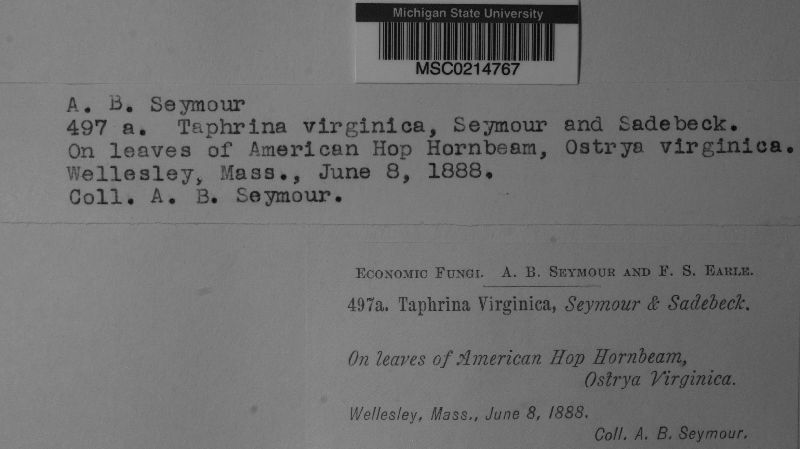 Michigan State University
MSC0214767
A. B. Seymour
497 a. Taphrina virginica, Seymour and Sadebeck.
On leaves of American Hop Hornbeam, Ostrya virginica.
Wellesley, Mass., June 8, 1888.
Coll. A. B. Seymour.
Economic Fungi. A. B. Seymour and F. S. Earle.
497a. Taphrina Virginica, Seymour & Sadebeck.
On leaves of American Hop Hornbeam,
Ostrya Virginica.
Wellesley, Mass., June 8, 1888.
Coll. A. B. Seymour.